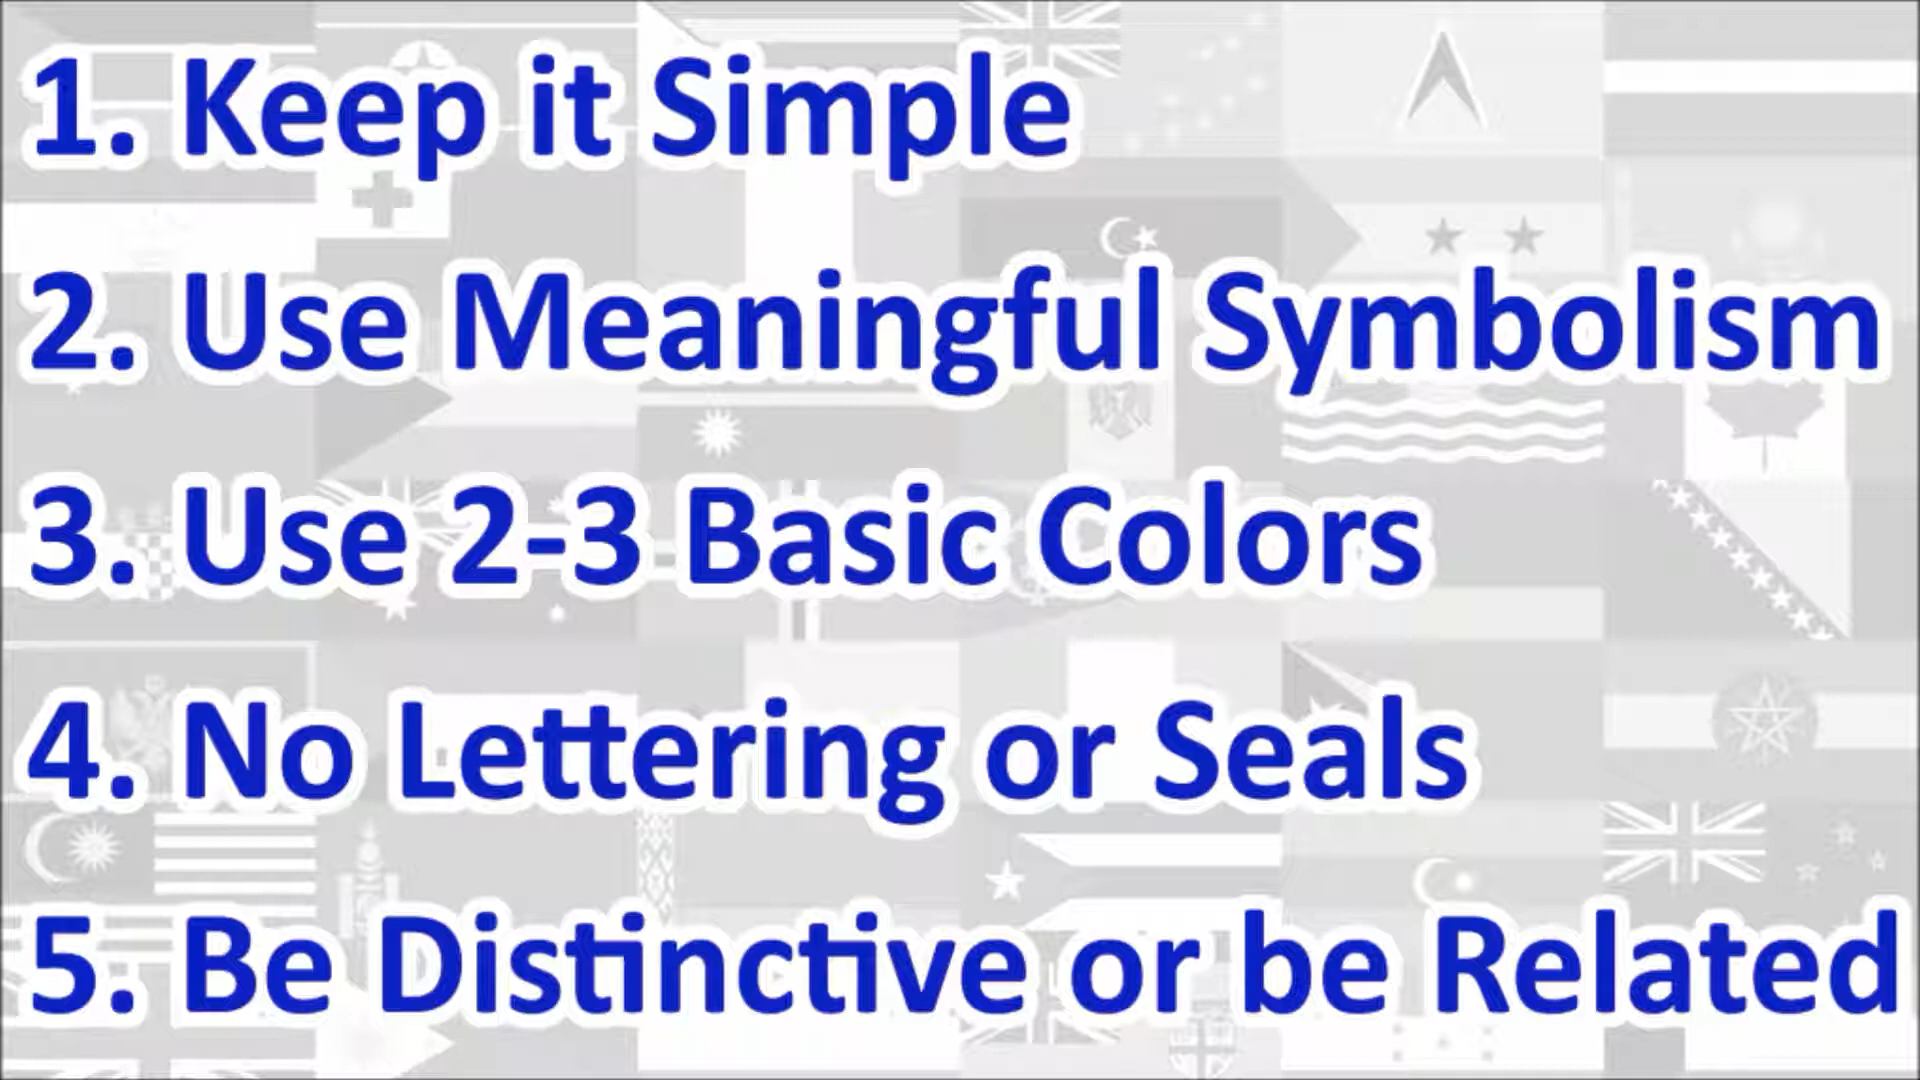 1. Keep it Simple
2. Use Meaningful Symbolism
3. Use 2-3 Basic Colors
4. No Lettering or Seals
5. Be Distinctive or be Related